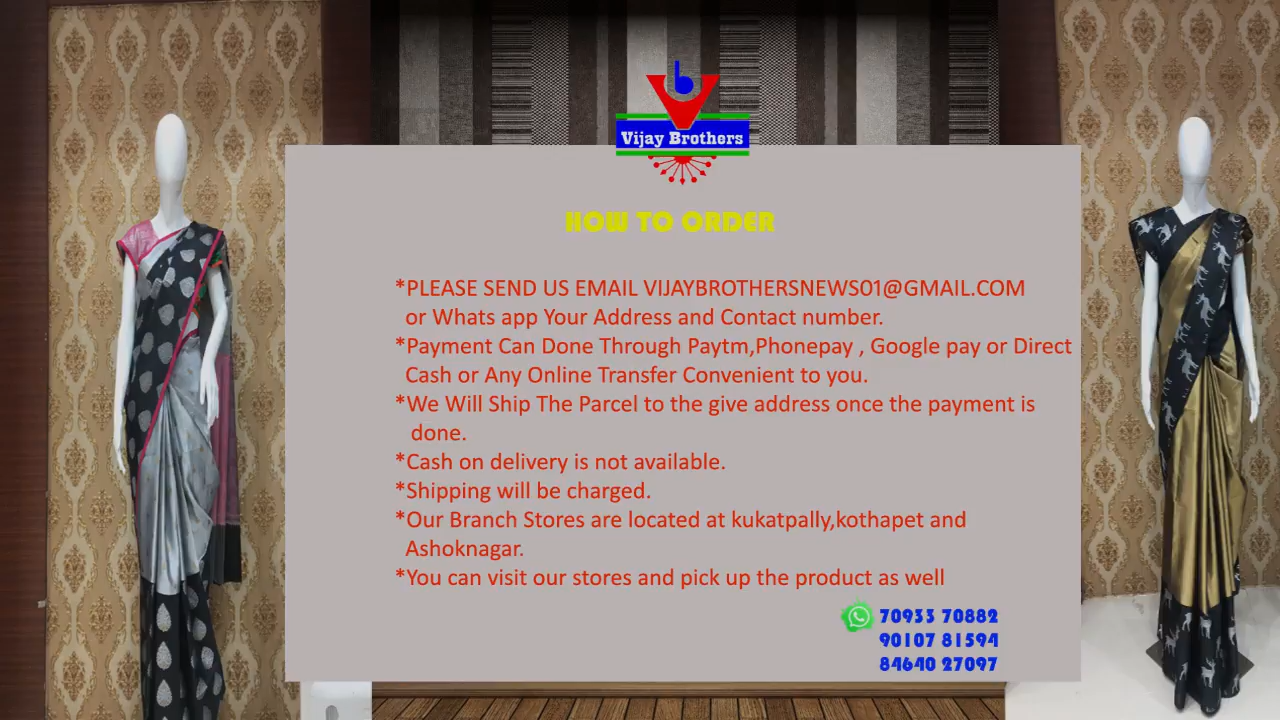 b
Vijay Brothers
HOW TO ORDER
*PLEASE SEND US EMAIL VIJAYBROTHERSNEWS01@GMAIL.COM
or Whats app Your Address and Contact number.
*Payment Can Done Through Paytm,Phonepay , Google pay or Direct
Cash or Any Online Transfer Convenient to you.
*We Will Ship The Parcel to the give address once the payment is
done.
*Cash on delivery is not available.
*Shipping will be charged.
*Our Branch Stores are located at kukatpally,kothapet and
Ashoknagar.
*You can visit our stores and pick up the product as well
70933 70882
90107 81594
84640 27097